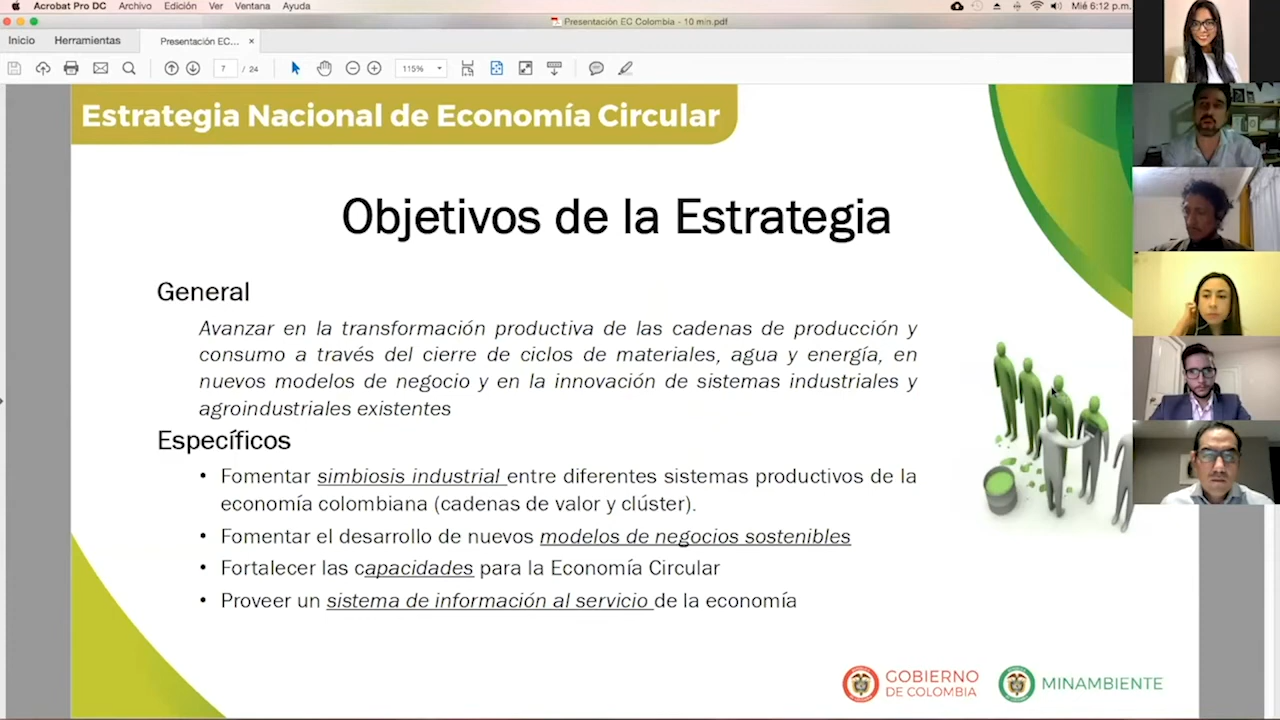 Acrobat Pro DC Archivo Edición Ver Ventana Ayuda
Mié 6:12 p.m.
Presentación EC Colombia - 10 min.pdf
Inicio Herramientas Presentación EC... ×
7 / 24 115%
Estrategia Nacional de Economía Circular
Objetivos de la Estrategia
General
Avanzar en la transformación productiva de las cadenas de producción y
consumo a través del cierre de ciclos de materiales, agua y energía, en
nuevos modelos de negocio y en la innovación de sistemas industriales y
agroindustriales existentes
Específicos
• Fomentar simbiosis industrial entre diferentes sistemas productivos de la
economía colombiana (cadenas de valor y clúster).
• Fomentar el desarrollo de nuevos modelos de negocios sostenibles
• Fortalecer las capacidades para la Economía Circular
• Proveer un sistema de información al servicio de la economía
GOBIERNO
DE COLOMBIA
MINAMBIENTE